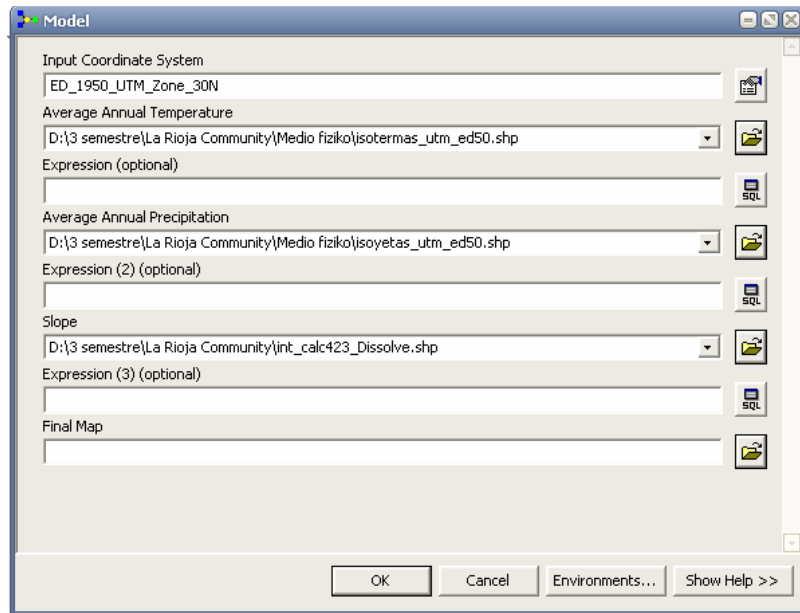 Model
Input Coordinate System
ED_1950_UTM_Zone_30N
Average Annual Temperature
D:\3 semestre\La Rioja Community\Medio fiziko\isotermas_utm_ed50.shp
Expression (optional)
SQL
Average Annual Precipitation
D:\3 semestre\La Rioja Community\Medio fiziko\isoyetas_utm_ed50.shp
Expression (2) (optional)
SQL
Slope
D:\3 semestre\La Rioja Community\int_calc423_Dissolve.shp
Expression (3) (optional)
SQL
Final Map
OK Cancel Environments... Show Help >>